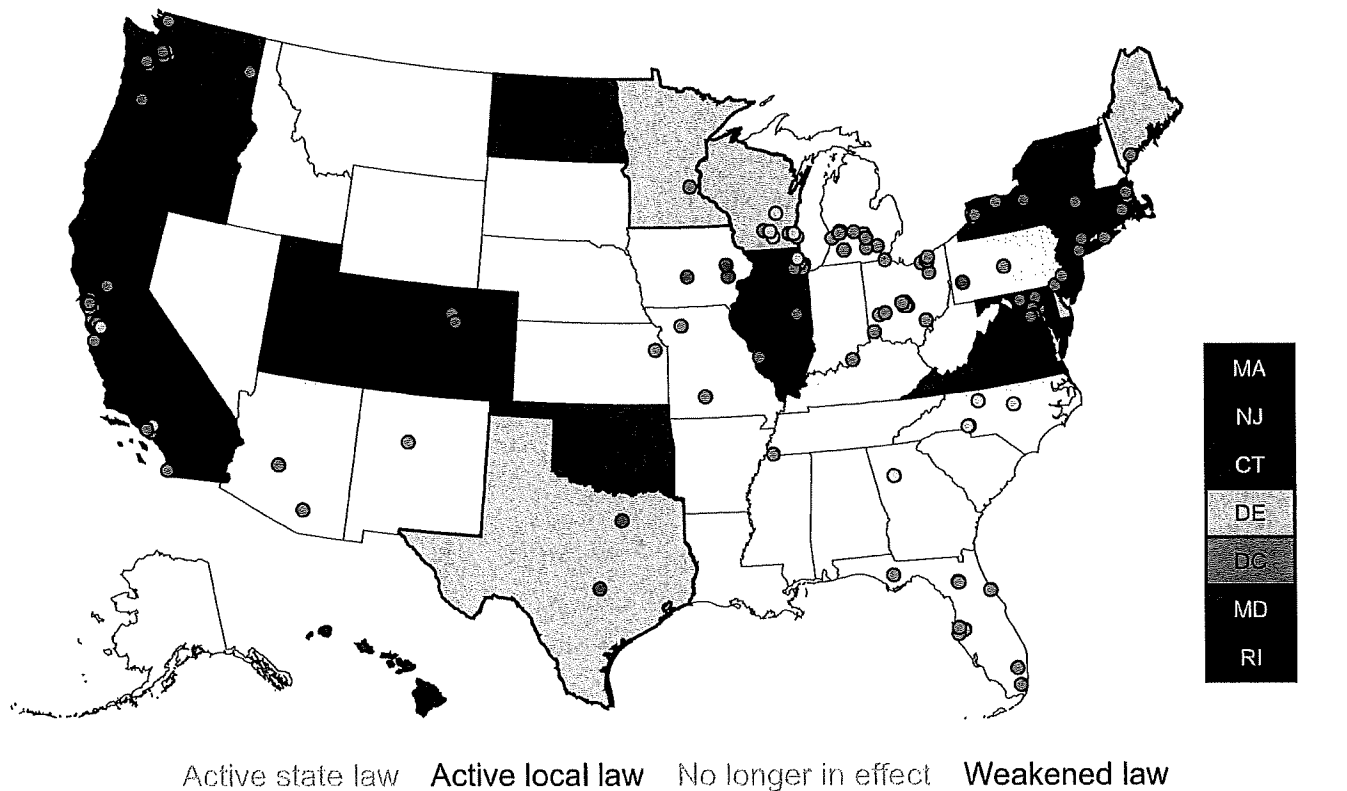 MA
NJ
CT
DE
DC
MD
RI
Active state law Active local law No longer in effect Weakened law